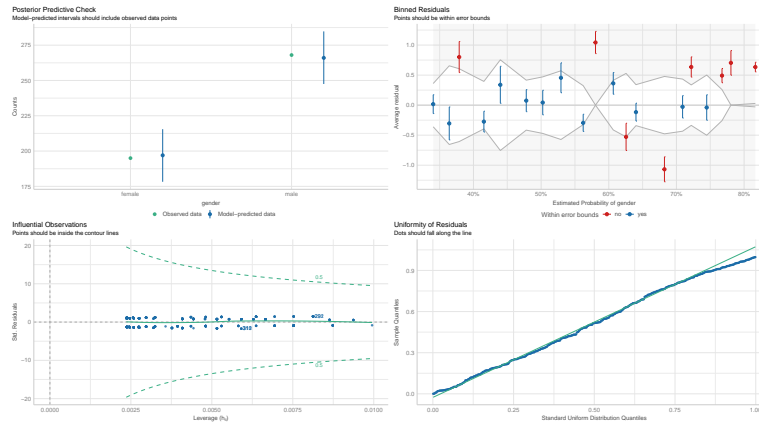 Posterior Predictive Check
Model-predicted intervals should include observed data points
275
250
225
200
175
Counts
female
male
gender
Observed data
Model-predicted data
Binned Residuals
Points should be within error bounds
1.0
0.5
0.0
-0.5
-1.0
Average residual
40%
50%
60%
70%
80%
Estimated Probability of gender
Within error bounds
no
yes
Influential Observations
Points should be inside the contour lines
20
10
0
-10
-20
Std. Residuals
0.5
0.5
0.0000
0.0025
0.0050
0.0075
0.0100
Leverage (hᵢᵢ)
Uniformity of Residuals
Dots should fall along the line
0.9
0.6
0.3
0.0
Sample Quantiles
0.00
0.25
0.50
0.75
1.00
Standard Uniform Distribution Quantiles